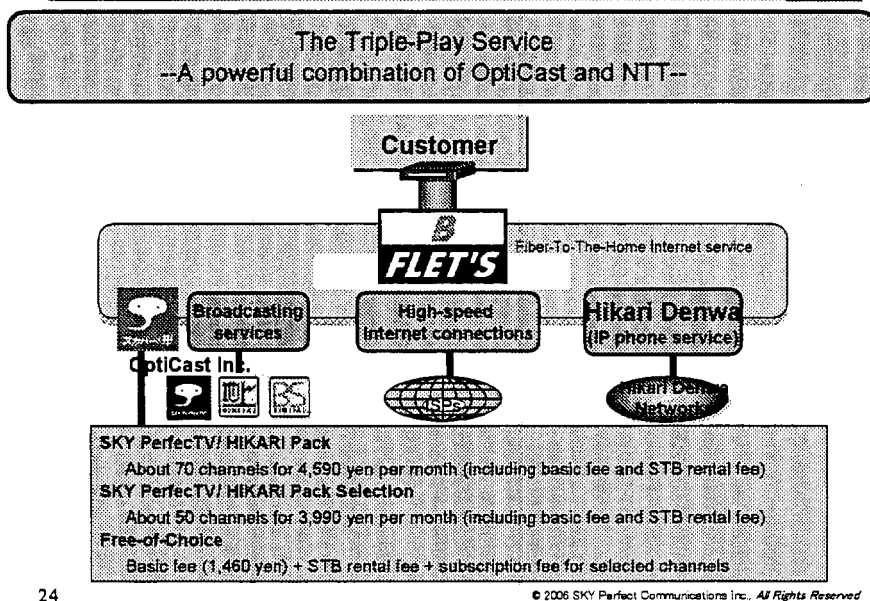 The Triple-Play Service
--A powerful combination of OptiCast and NTT--
Customer
B
FLET'S
Fiber-To-The-Home Internet service
Broadcasting
services
High-speed
Internet connections
Hikari Denwa
(IP phone service)
OptiCast Inc.
ISPs
Hikari Denwa
Network
SKY PerfecTV! HIKARI Pack
About 70 channels for 4,590 yen per month (including basic fee and STB rental fee)
SKY PerfecTV! HIKARI Pack Selection
About 50 channels for 3,990 yen per month (including basic fee and STB rental fee)
Free-of-Choice
Basic fee (1,460 yen) + STB rental fee + subscription fee for selected channels
24
© 2006 SKY Perfect Communications Inc., All Rights Reserved